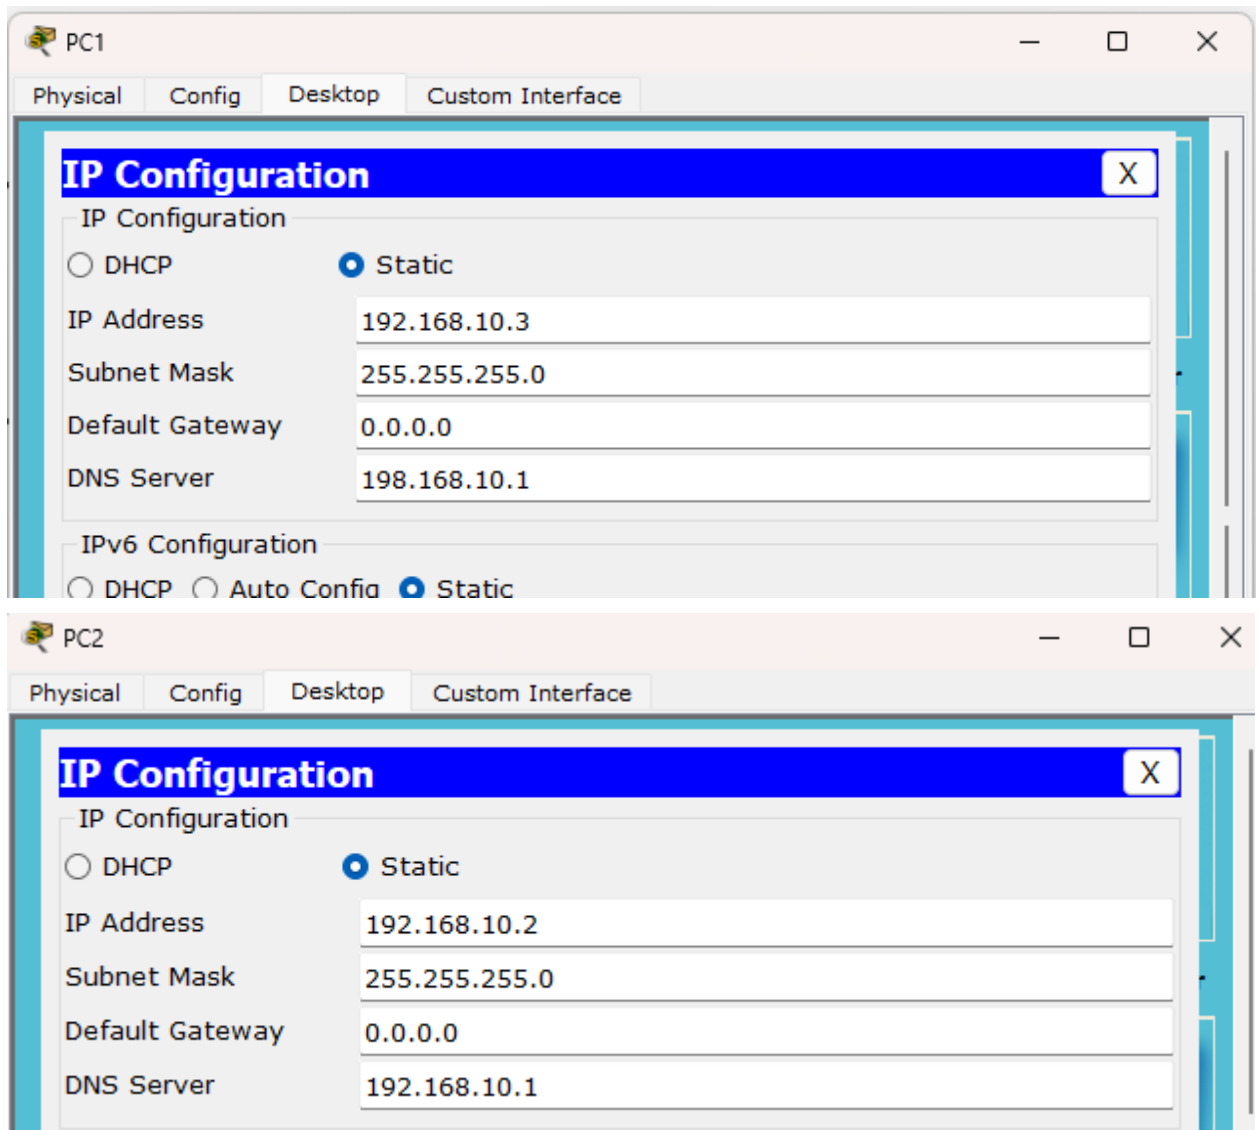 PC1
Physical Config Desktop Custom Interface
IP Configuration X
IP Configuration
DHCP Static
IP Address 192.168.10.3
Subnet Mask 255.255.255.0
Default Gateway 0.0.0.0
DNS Server 198.168.10.1
IPv6 Configuration
DHCP Auto Config Static
PC2
Physical Config Desktop Custom Interface
IP Configuration X
IP Configuration
DHCP Static
IP Address 192.168.10.2
Subnet Mask 255.255.255.0
Default Gateway 0.0.0.0
DNS Server 192.168.10.1